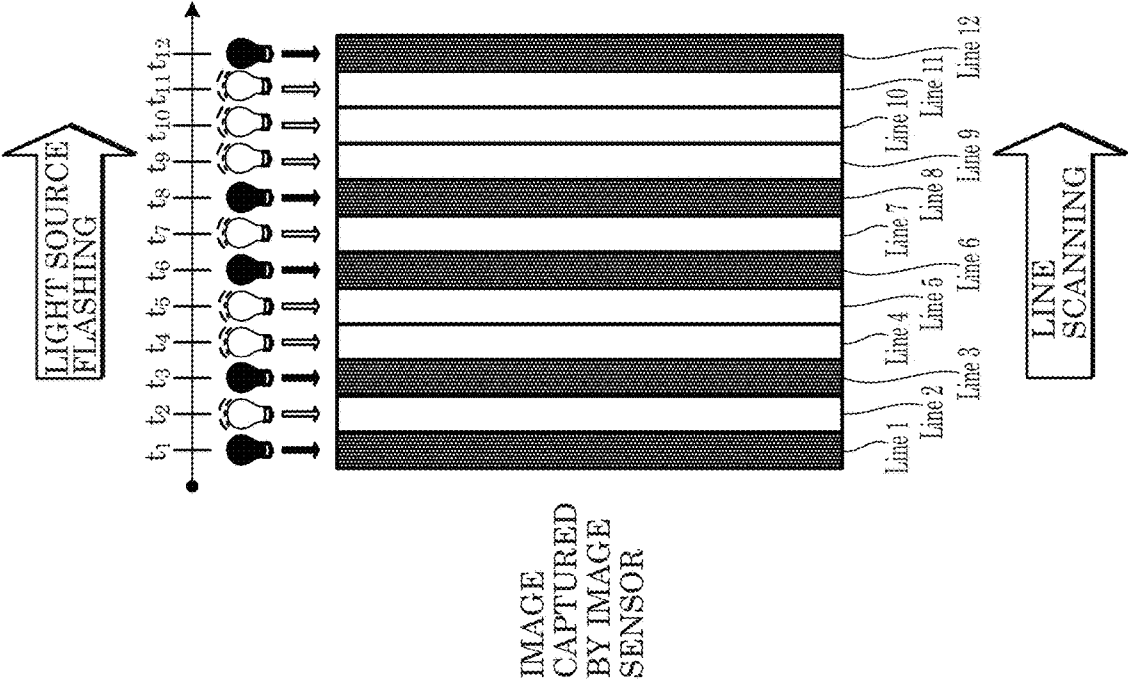 LIGHT SOURCE
FLASHING
t1
t2
t3
t4
t5
t6
t7
t8
t9
t10
t11
t12
IMAGE
CAPTURED
BY IMAGE
SENSOR
Line 1
Line 2
Line 3
Line 4
Line 5
Line 6
Line 7
Line 8
Line 9
Line 10
Line 11
Line 12
LINE
SCANNING